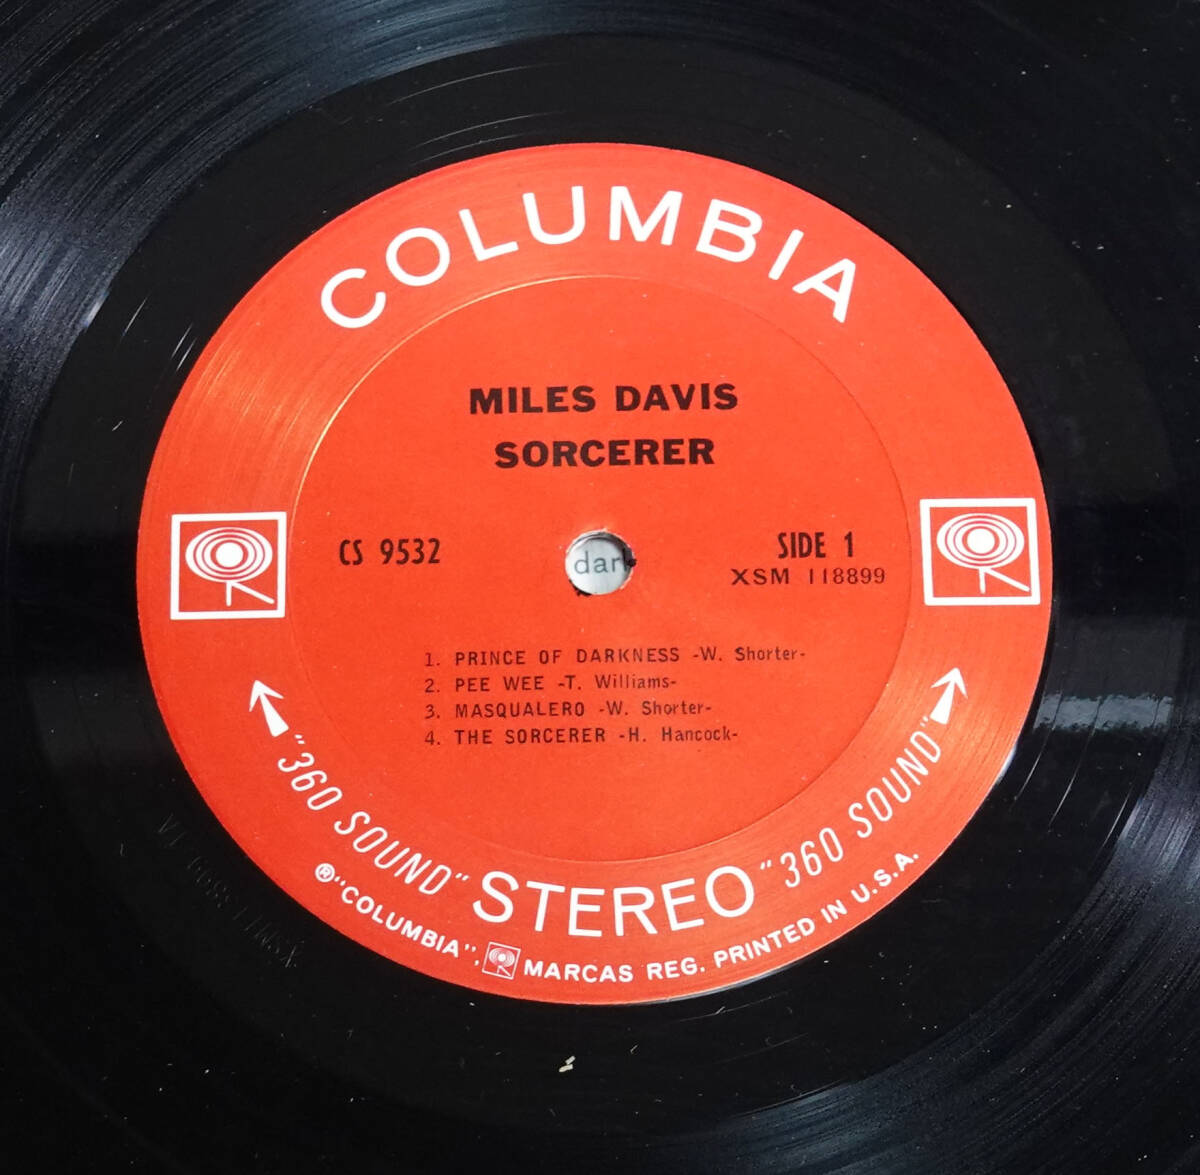 COLUMBIA
MILES DAVIS
SORCERER
CS 9532
SIDE 1
XSM 118899
dark
1. PRINCE OF DARKNESS -W. Shorter-
2. PEE WEE -T. Williams-
3. MASQUALERO -W. Shorter-
4. THE SORCERER -H. Hancock-
"360 SOUND" STEREO "360 SOUND"
®"COLUMBIA", MARCAS REG. PRINTED IN U.S.A.